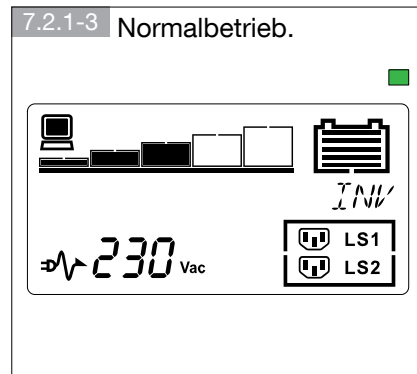 7.2.1-3 Normalbetrieb.
INV
230 Vac
LS1
LS2